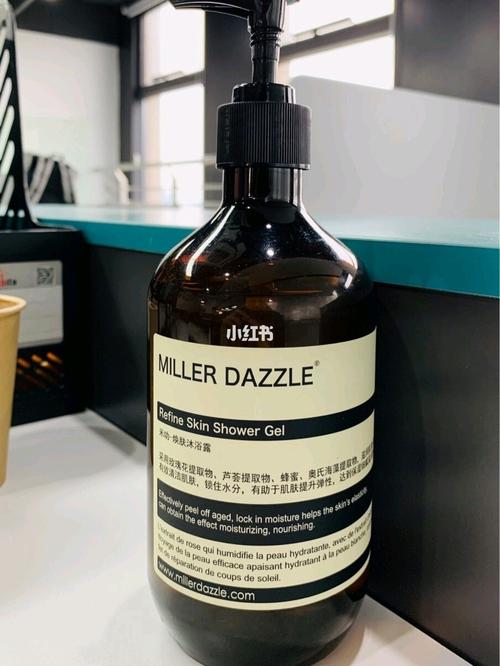 小红书
MILLER DAZZLE®
Refine Skin Shower Gel
米勒-焕肤沐浴露
采用玫瑰花提取物、芦荟提取物、蜂蜜、奥氏海藻提取物,
有效清洁肌肤,锁住水分,有助于肌肤提升弹性,达到保湿
Effectively peel off aged, lock in moisture helps the skin's elasticity,
can obtain the effect moisturizing, nourishing.
L'extrait de rose qui humidifie la peau hydratante, avec de
de la peau efficace apaisant hydratant à la peau
de réparation de coups de soleil.
www.millerdazzle.com